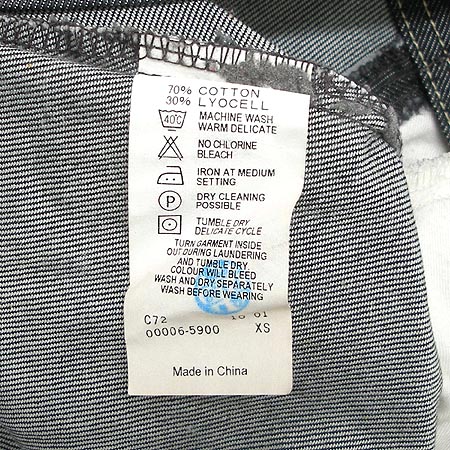 70% COTTON
30% LYOCELL
40°C MACHINE WASH
WARM DELICATE
NO CHLORINE
BLEACH
IRON AT MEDIUM
SETTING
P DRY CLEANING
POSSIBLE
TUMBLE DRY
DELICATE CYCLE
TURN GARMENT INSIDE
OUT DURING LAUNDERING
AND TUMBLE DRY
COLOUR WILL BLEED
WASH AND DRY SEPARATELY
WASH BEFORE WEARING
C72
00006-5900 XS
Made in China